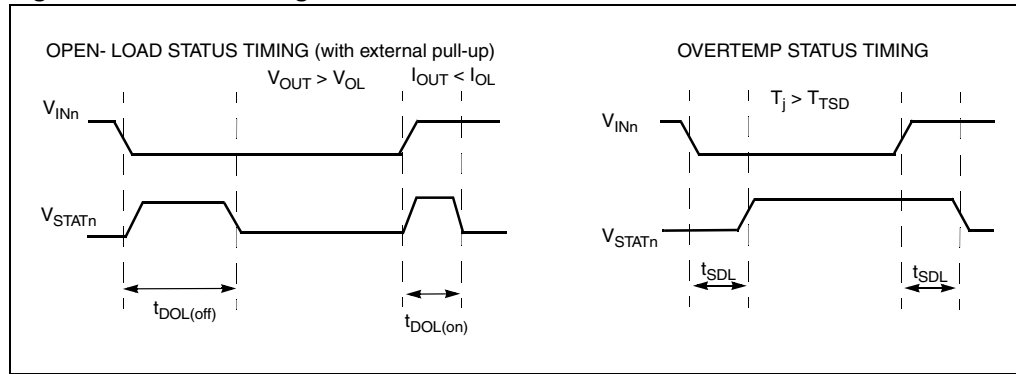 OPEN- LOAD STATUS TIMING (with external pull-up)
V_OUT > V_OL
I_OUT < I_OL
V_INn
V_STATn
t_DOL(off)
t_DOL(on)
OVERTEMP STATUS TIMING
T_j > T_TSD
V_INn
V_STATn
t_SDL
t_SDL